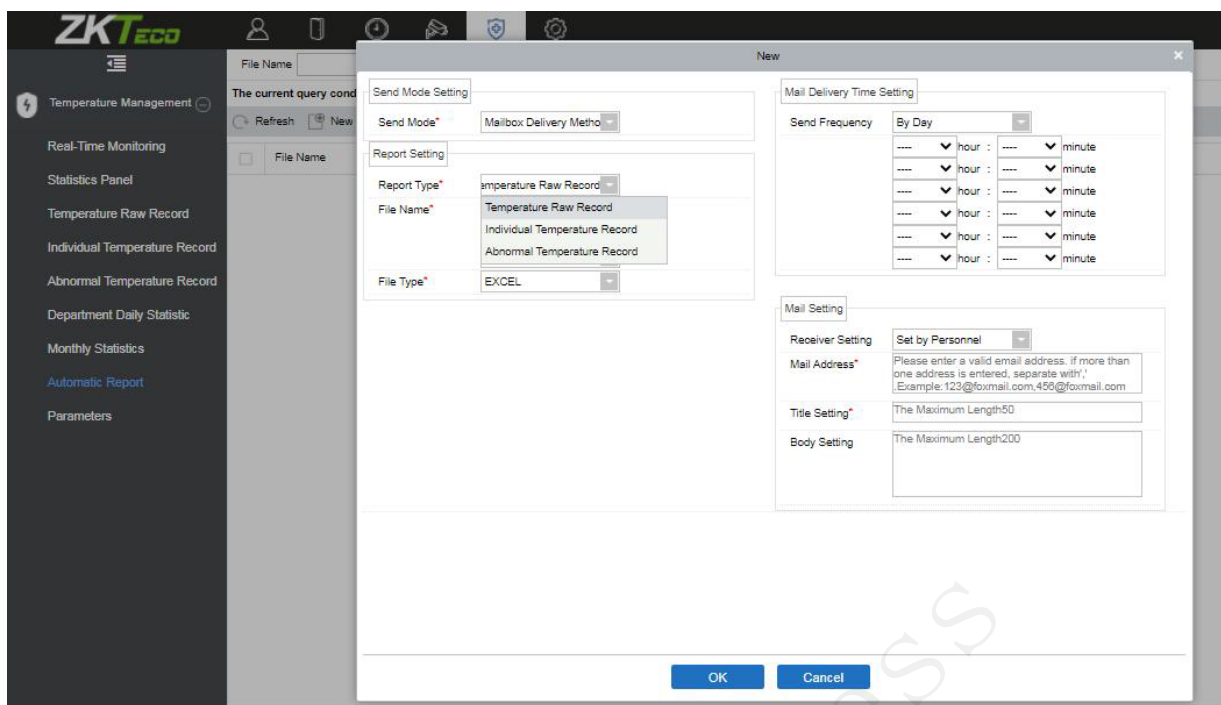 ZKTECO
File Name
The current query cond
Refresh
New
File Name
Temperature Management
Real-Time Monitoring
Statistics Panel
Temperature Raw Record
Individual Temperature Record
Abnormal Temperature Record
Department Daily Statistic
Monthly Statistics
Automatic Report
Parameters
New
Send Mode Setting
Send Mode*
Mailbox Delivery Metho
Report Setting
Report Type*
emperature Raw Record
Temperature Raw Record
Individual Temperature Record
Abnormal Temperature Record
File Name*
File Type*
EXCEL
Mail Delivery Time Setting
Send Frequency
By Day
---- hour : ---- minute
---- hour : ---- minute
---- hour : ---- minute
---- hour : ---- minute
---- hour : ---- minute
---- hour : ---- minute
Mail Setting
Receiver Setting
Set by Personnel
Mail Address*
Please enter a valid email address. if more than
one address is entered, separate with','
.Example:123@foxmail.com,456@foxmail.com
Title Setting*
The Maximum Length50
Body Setting
The Maximum Length200
OK
Cancel